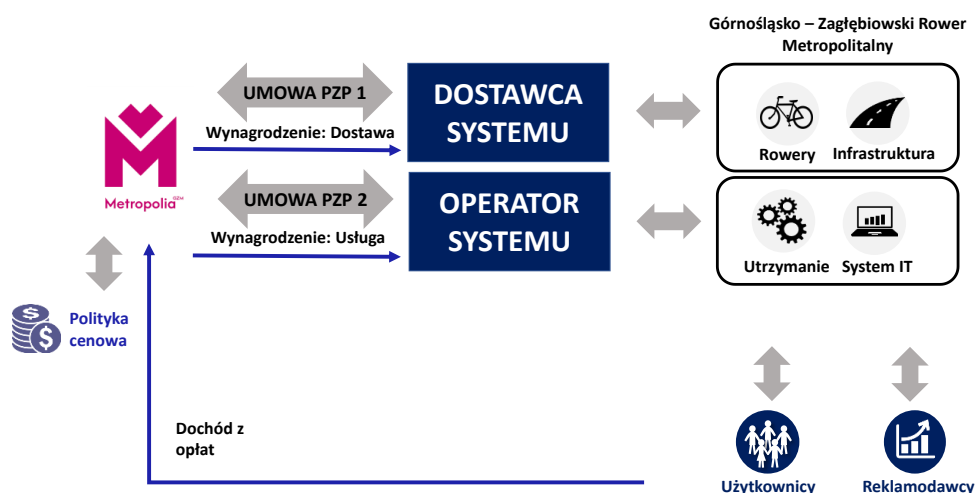 Górnośląsko – Zagłębiowski Rower
Metropolitalny
UMOWA PZP 1
Wynagrodzenie: Dostawa
DOSTAWCA
SYSTEMU
Rowery
Infrastruktura
Metropolia GZM
UMOWA PZP 2
Wynagrodzenie: Usługa
OPERATOR
SYSTEMU
Utrzymanie
System IT
Polityka
cenowa
Dochód z
opłat
Użytkownicy
Reklamodawcy